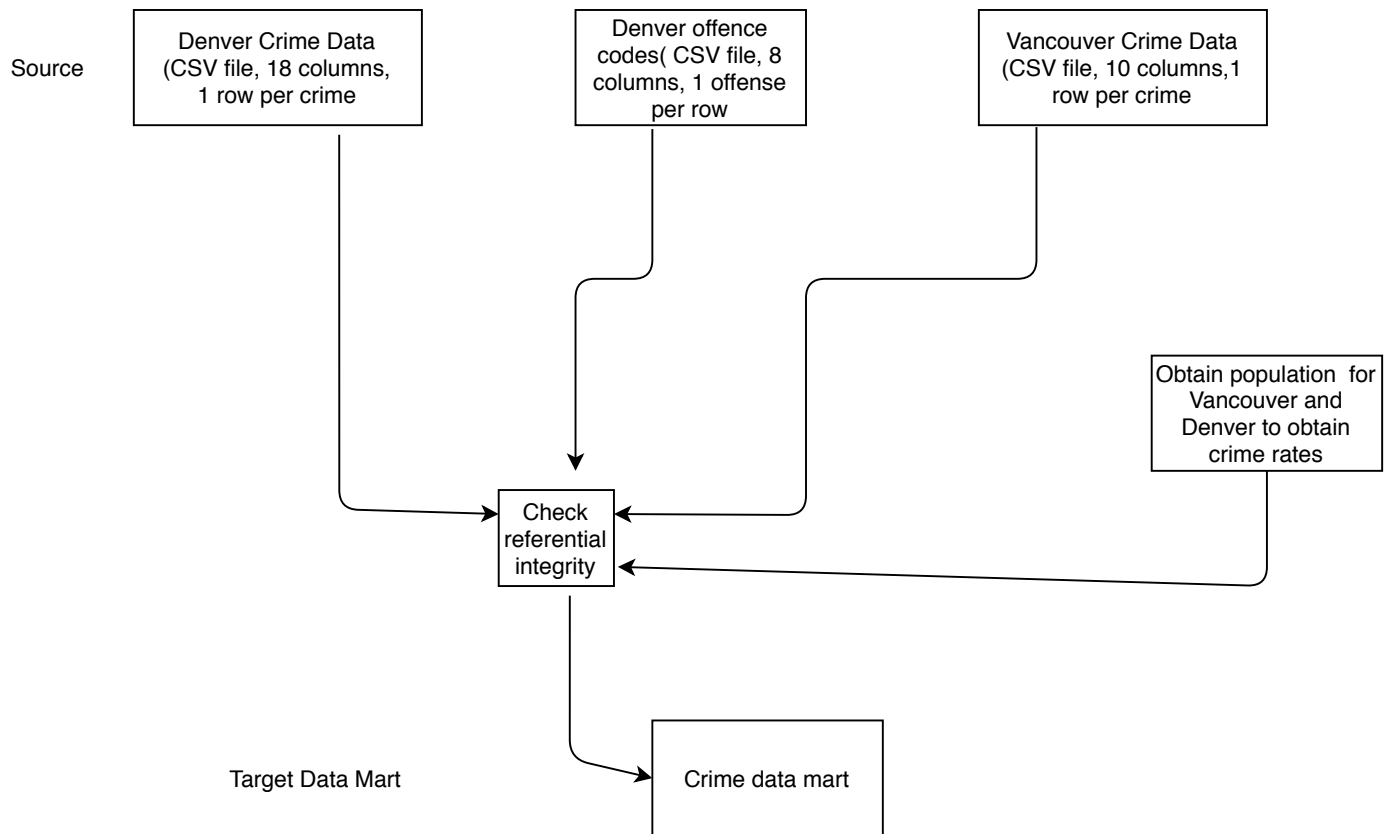 Source
Denver Crime Data
(CSV file, 18 columns,
1 row per crime
Denver offence
codes( CSV file, 8
columns, 1 offense
per row
Vancouver Crime Data
(CSV file, 10 columns,1
row per crime
Obtain population for
Vancouver and
Denver to obtain
crime rates
Check
referential
integrity
Target Data Mart
Crime data mart